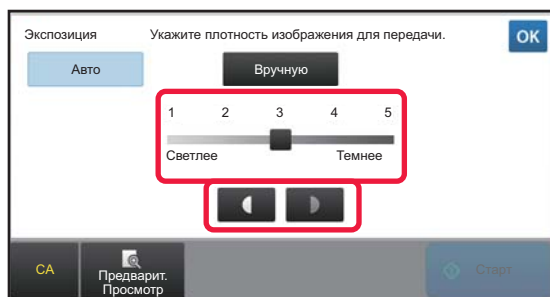 Экспозиция
Укажите плотность изображения для передачи.
OK
Авто
Вручную
1 2 3 4 5
Светлее
Темнее
CA
Предварит.
Просмотр
Старт